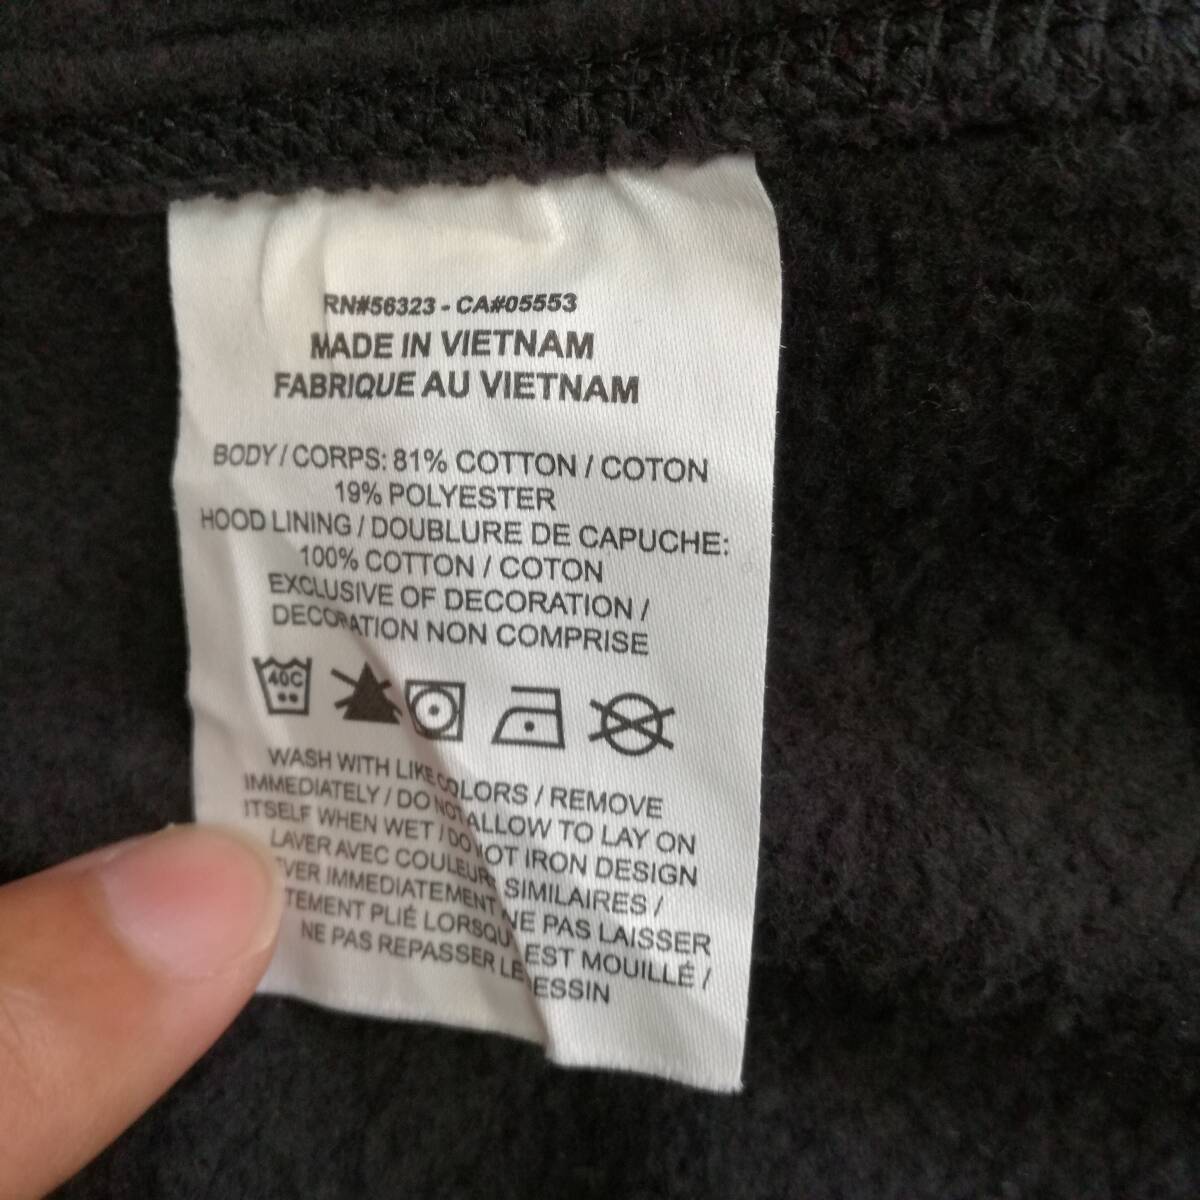 RN#56323 - CA#05553
MADE IN VIETNAM
FABRIQUE AU VIETNAM
BODY / CORPS: 81% COTTON / COTON
19% POLYESTER
HOOD LINING / DOUBLURE DE CAPUCHE:
100% COTTON / COTON
EXCLUSIVE OF DECORATION /
DECORATION NON COMPRISE
40C
WASH WITH LIKE COLORS / REMOVE
IMMEDIATELY / DO NOT ALLOW TO LAY ON
ITSELF WHEN WET / DO NOT IRON DESIGN
LAVER AVEC COULEURS SIMILAIRES /
IMMEDIATEMENT NE PAS LAISSER
PLIÉ EST MOUILLÉ /
NE PAS REPASSER LE DESSIN